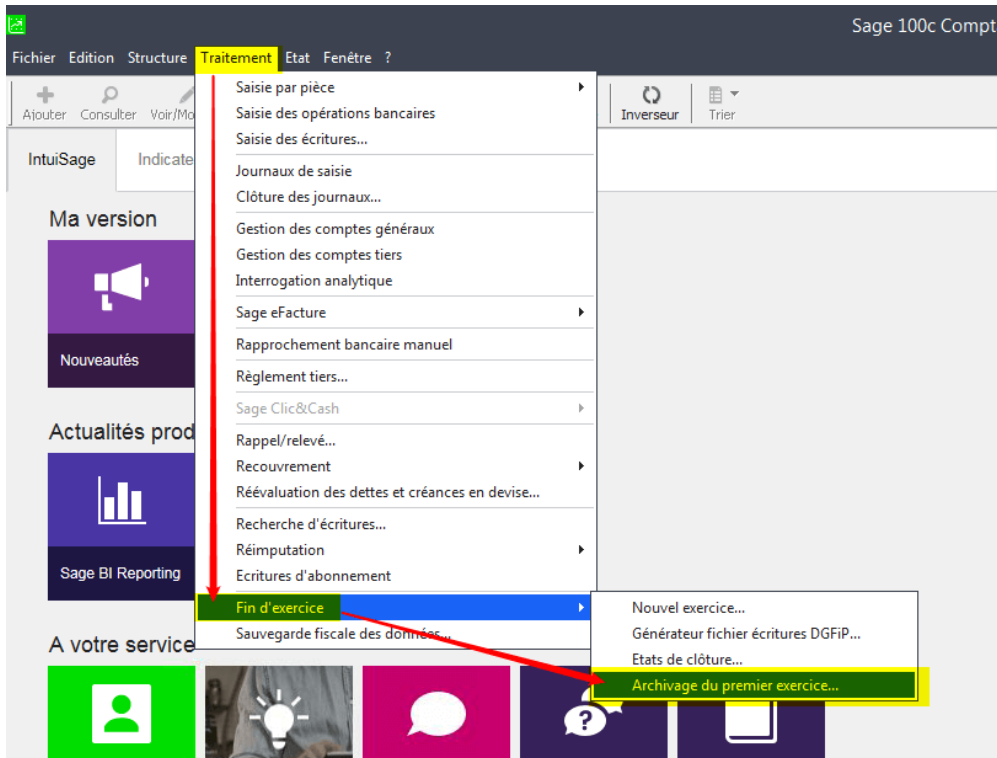 Sage 100c Compt
Fichier Edition Structure Traitement Etat Fenêtre ?
Ajouter Consulter Voir/Mo Inverseur Trier
IntuiSage Indicate
Saisie par pièce
Saisie des opérations bancaires
Saisie des écritures...
Journaux de saisie
Clôture des journaux...
Gestion des comptes généraux
Gestion des comptes tiers
Interrogation analytique
Sage eFacture
Rapprochement bancaire manuel
Règlement tiers...
Sage Clic&Cash
Rappel/relevé...
Recouvrement
Réévaluation des dettes et créances en devise...
Recherche d'écritures...
Réimputation
Ecritures d'abonnement
Fin d'exercice
Sauvegarde fiscale des données...
Nouvel exercice...
Générateur fichier écritures DGFiP...
Etats de clôture...
Archivage du premier exercice...
Ma version
Nouveautés
Actualités prod
Sage BI Reporting
A votre service
?